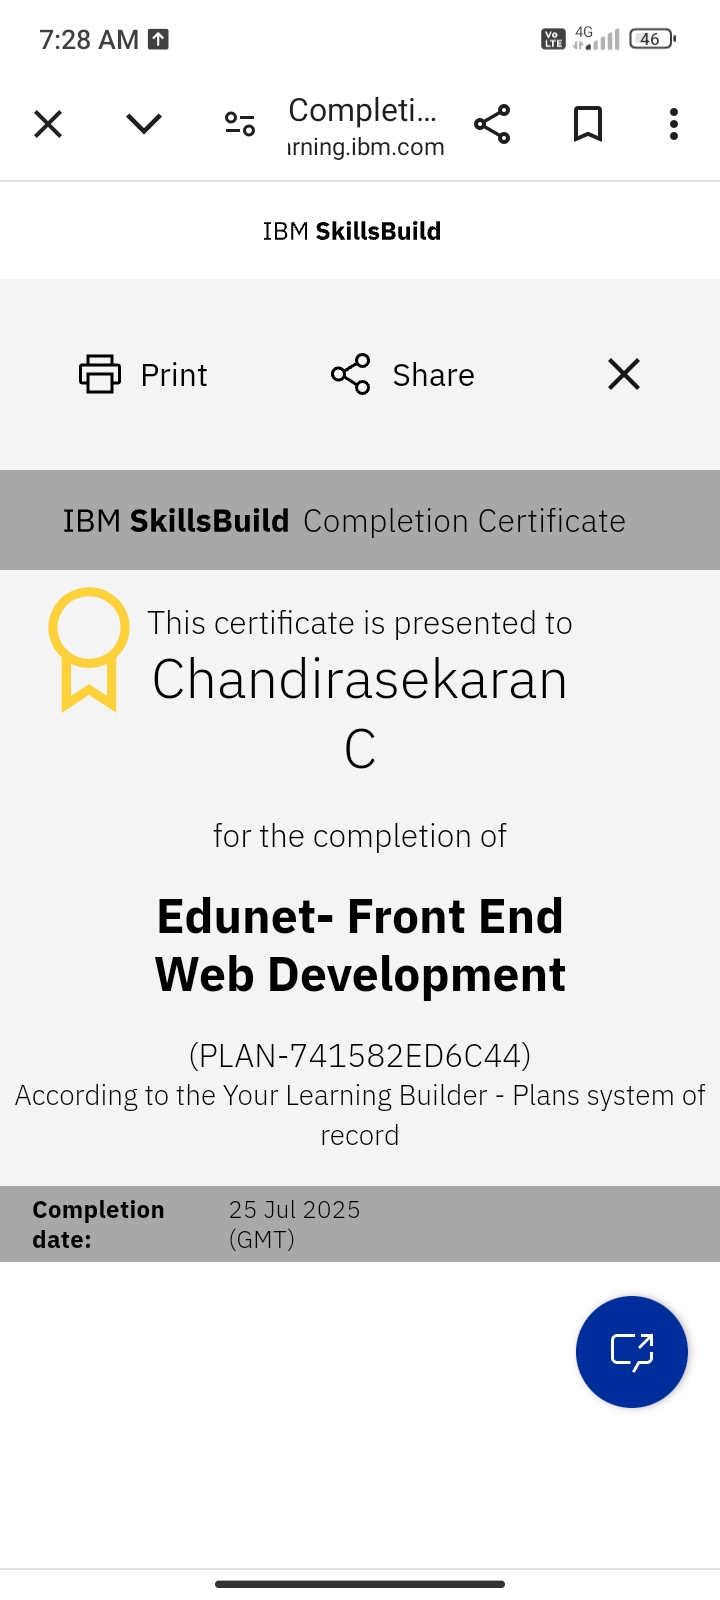 7:28 AM
Vo LTE 4G 46
Completi...
rning.ibm.com
IBM SkillsBuild
Print Share
IBM SkillsBuild Completion Certificate
This certificate is presented to
Chandirasekaran
C
for the completion of
Edunet- Front End
Web Development
(PLAN-741582ED6C44)
According to the Your Learning Builder - Plans system of
record
Completion 25 Jul 2025
date: (GMT)